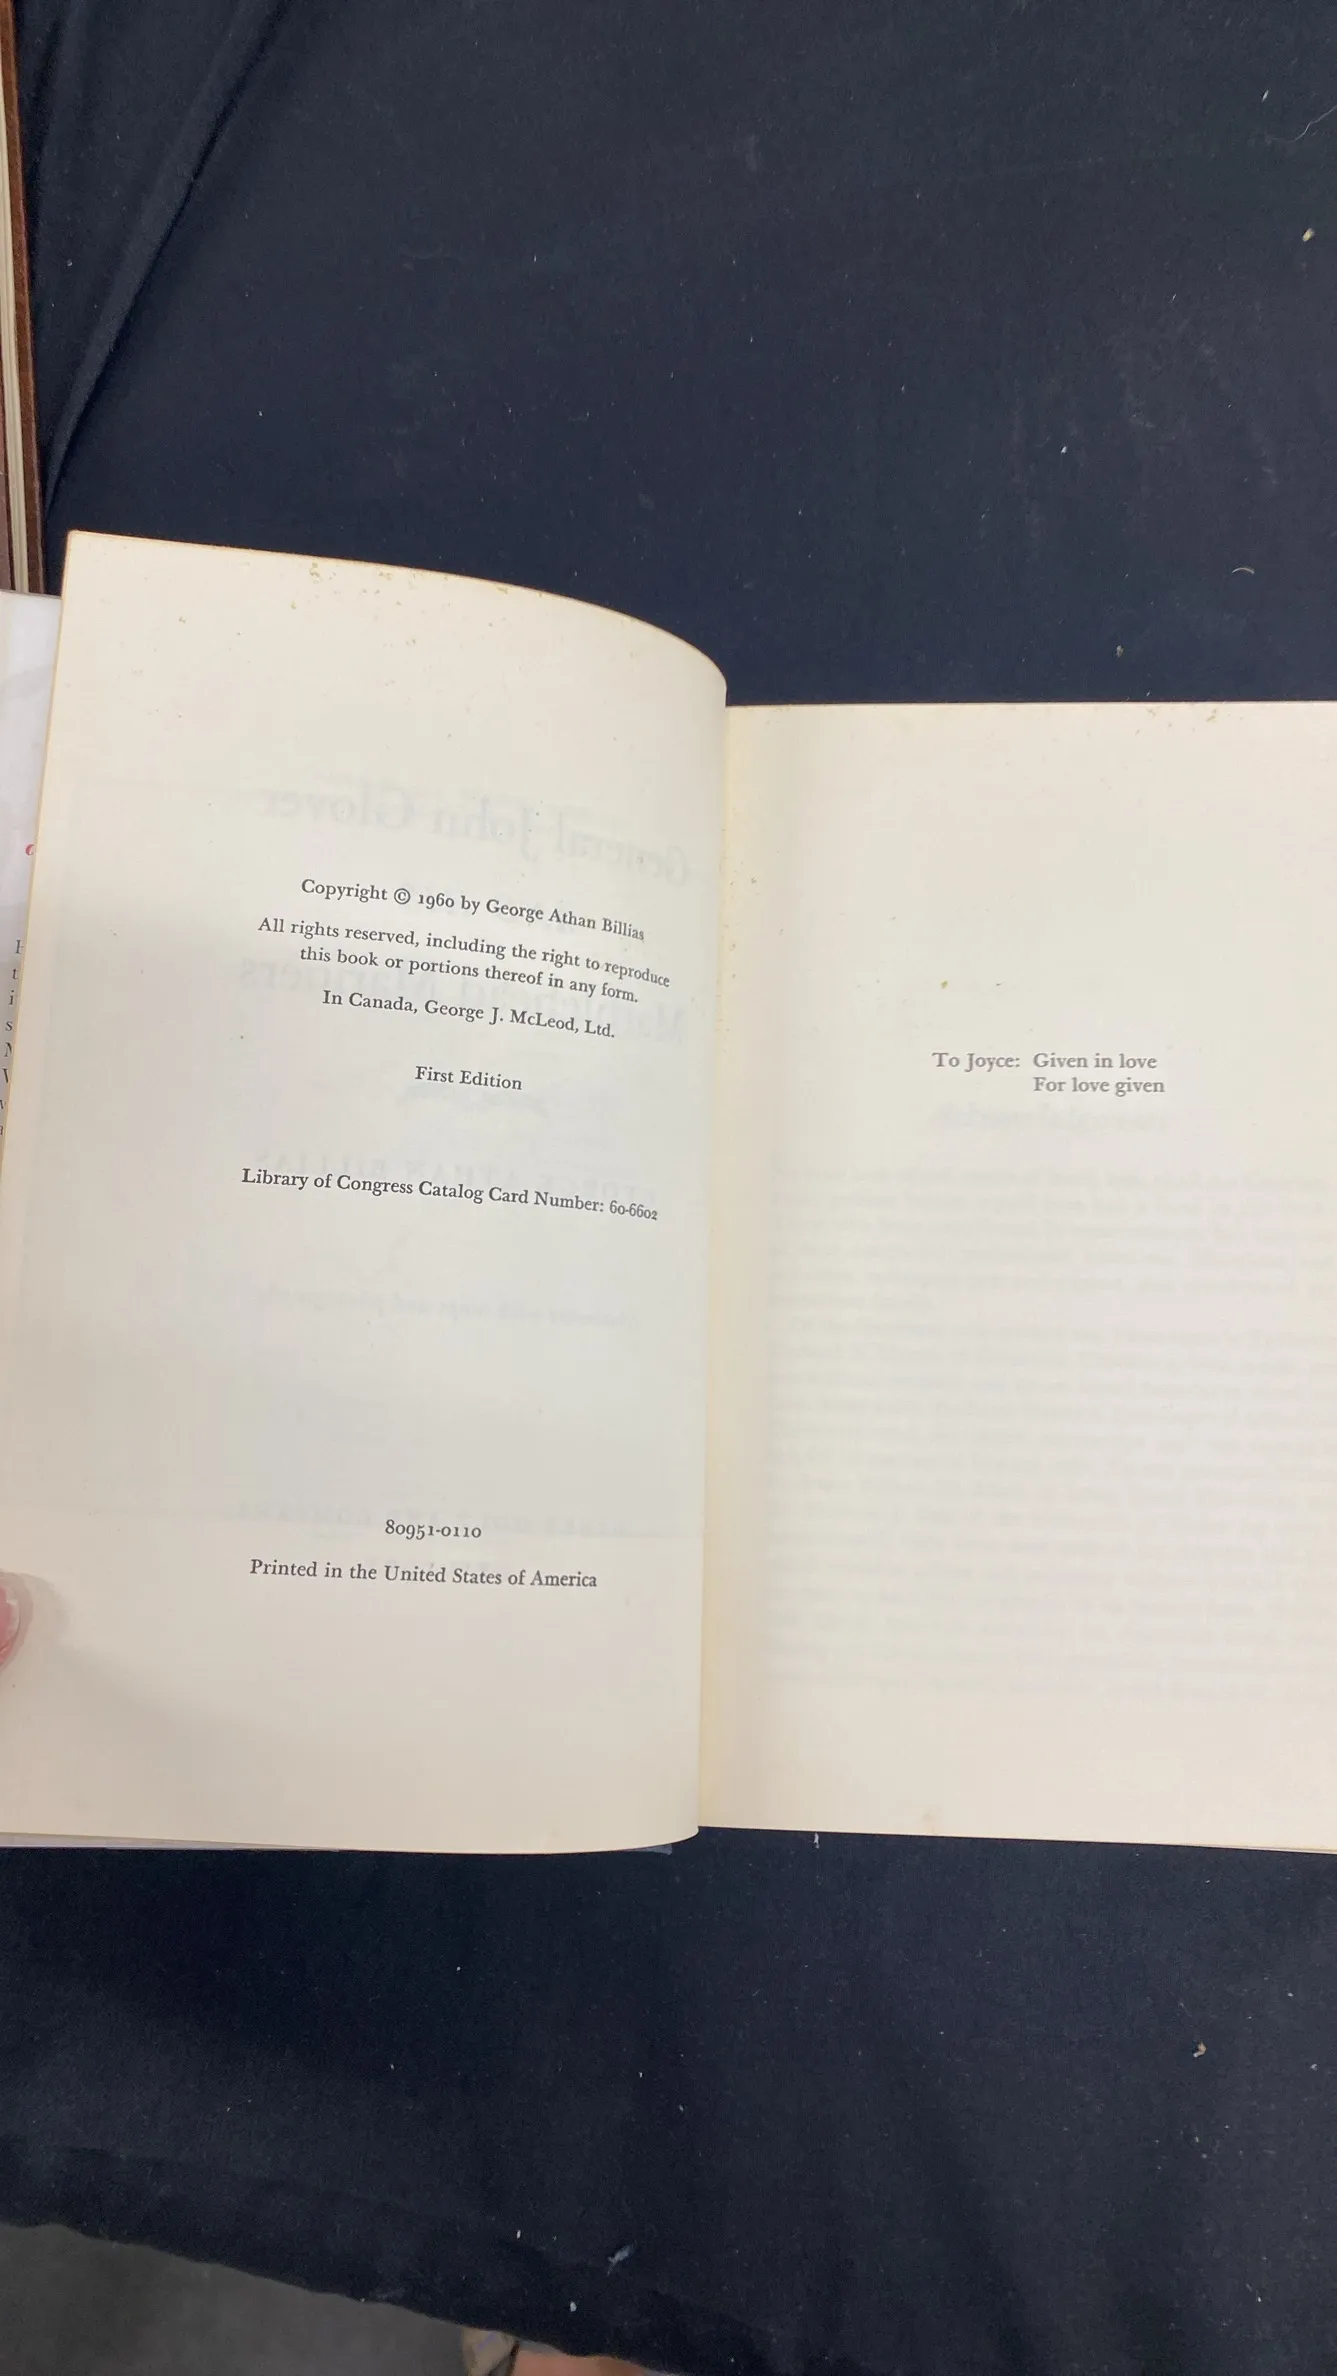 Copyright © 1960 by George Athan Billias
All rights reserved, including the right to reproduce
this book or portions thereof in any form.
In Canada, George J. McLeod, Ltd.
First Edition
Library of Congress Catalog Card Number: 60-6602
80951-0110
Printed in the United States of America
To Joyce: Given in love
For love given